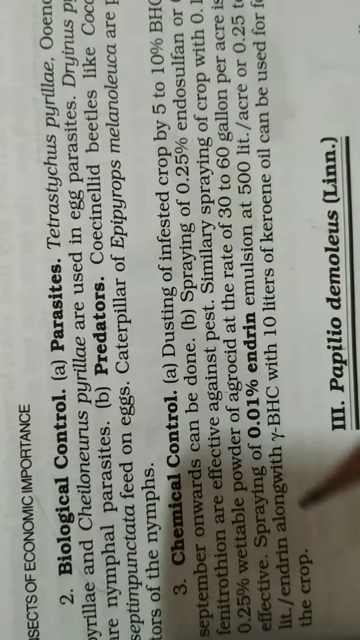 INSECTS OF ECONOMIC IMPORTANCE
2. Biological Control. (a) Parasites. Tetrastychus pyrillae,
pyrillae and Cheiloneurus pyrillae are used in egg parasites. Dryinus
are nymphal parasites. (b) Predators. Coecinellid beetles like
septimpunctata feed on eggs. Caterpillar of Epipyrops melanoleuca are
tors of the nymphs.
3. Chemical Control. (a) Dusting of infested crop by 5 to 10% BHC
september onwards can be done. (b) Spraying of 0.25% endosulfan or
fenitrothion are effective against pest. Similary spraying of crop with
0.25% wettable powder of agrocid at the rate of 30 to 60 gallon per acre is
effective. Spraying of 0.01% endrin emulsion at 500 lit./acre or 0.25
lit./endrin alongwith γ-BHC with 10 liters of keroene oil can be used for
the crop.
III. Papilio demoleus (Linn.)